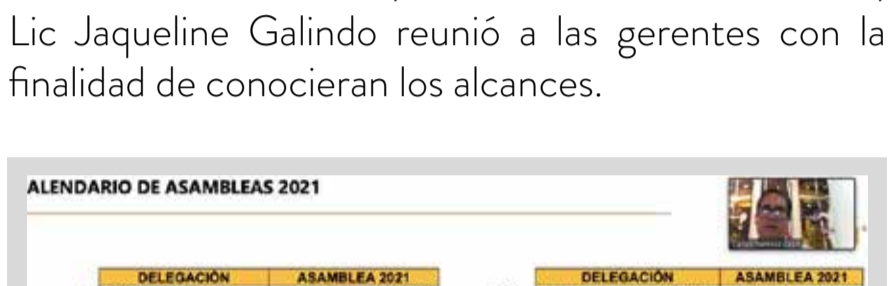 Lic Jaqueline Galindo reunió a las gerentes con la
finalidad de conocieran los alcances.
ALENDARIO DE ASAMBLEAS 2021
DELEGACIÓN ASAMBLEA 2021 DELEGACIÓN ASAMBLEA 2021